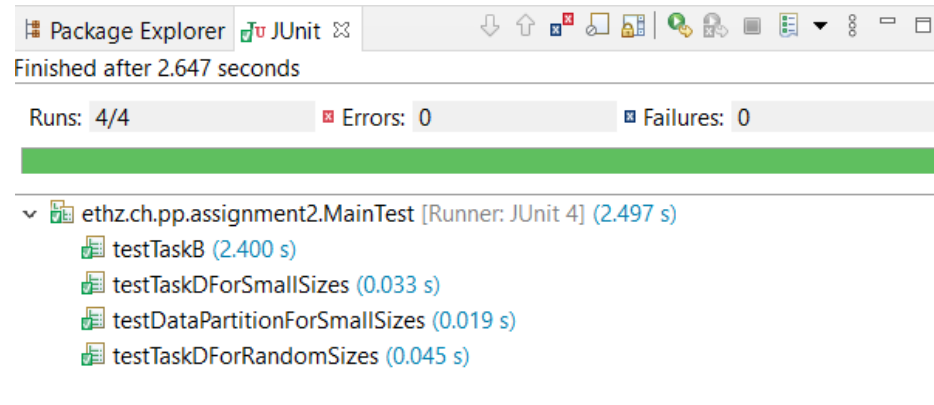 Package Explorer JUnit
Finished after 2.647 seconds
Runs: 4/4 Errors: 0 Failures: 0
ethz.ch.pp.assignment2.MainTest [Runner: JUnit 4] (2.497 s)
testTaskB (2.400 s)
testTaskDForSmallSizes (0.033 s)
testDataPartitionForSmallSizes (0.019 s)
testTaskDForRandomSizes (0.045 s)